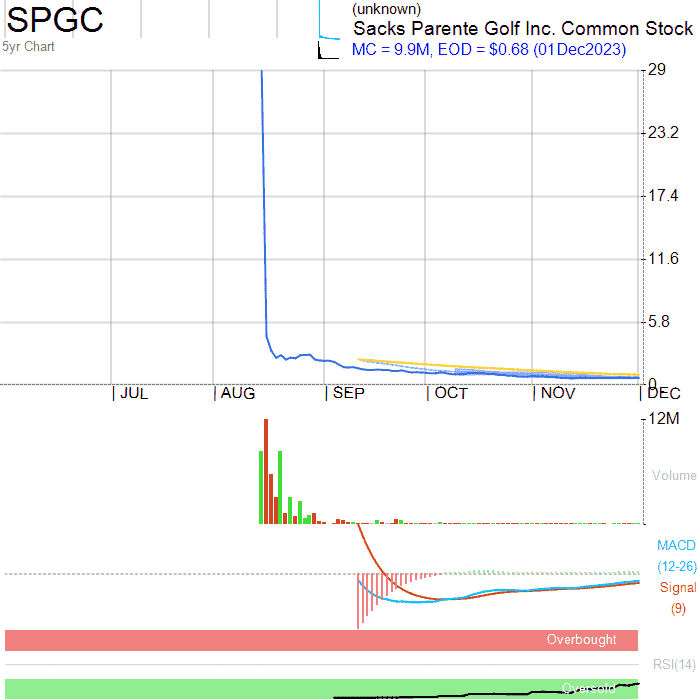 SPGC
(unknown)
Sacks Parente Golf Inc. Common Stock
5yr Chart
MC = 9.9M, EOD = $0.68 (01Dec2023)
29
23.2
17.4
11.6
5.8
0
JUL
AUG
SEP
OCT
NOV
DEC
12M
Volume
MACD
(12-26)
Signal
(9)
Overbought
RSI(14)
Oversold